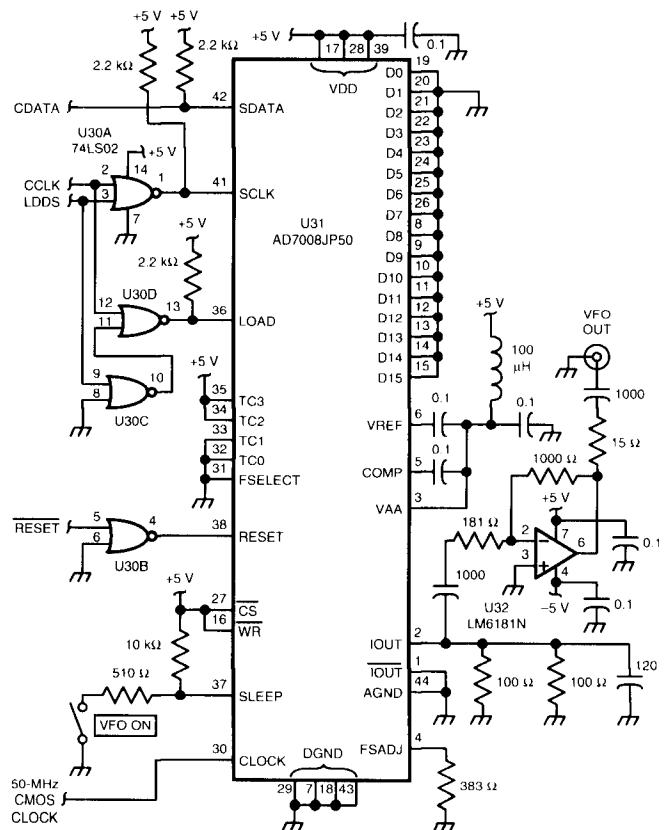 +5 V +5 V
2.2 kΩ
2.2 kΩ
+5 V 17 28 39 0.1
VDD
CDATA 42 SDATA
U30A
74LS02
+5 V
14
CCLK 2 1 41 SCLK
LDDS 3
7
U31
AD7008JP50
+5 V
2.2 kΩ
U30D
12 13 36 LOAD
11
9 10
8
U30C
+5 V
35 TC3
34 TC2
33 TC1
32 TC0
31 FSELECT
RESET 5 4 38 RESET
6
U30B
+5 V
27 CS
16 WR
10 kΩ
510 Ω
37 SLEEP
VFO ON
30 CLOCK
50-MHz
CMOS
CLOCK
DGND
29 7 18 43
19 D0
20 D1
21 D2
22 D3
23 D4
24 D5
25 D6
26 D7
8 D8
9 D9
10 D10
11 D11
12 D12
13 D13
14 D14
15 D15
+5 V
100
µH
VFO
OUT
1000
15 Ω
VREF 6 0.1 0.1
COMP 5 0.1
VAA 3
1000 Ω
181 Ω
+5 V
2 7 6
3 4
0.1
-5 V 0.1
U32
LM6181N
1000
IOUT 2
IOUT 1
AGND 44
100 Ω 100 Ω 120
FSADJ 4
383 Ω